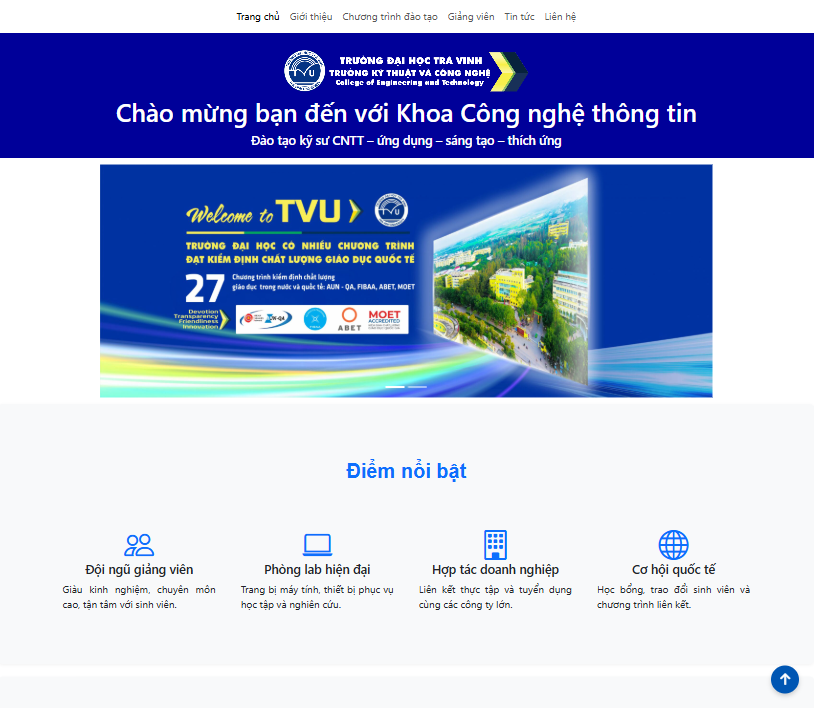 Trang chủ Giới thiệu Chương trình đào tạo Giảng viên Tin tức Liên hệ
TRƯỜNG ĐẠI HỌC TRÀ VINH
TRƯỜNG KỸ THUẬT VÀ CÔNG NGHỆ
College of Engineering and Technology
TVU
Chào mừng bạn đến với Khoa Công nghệ thông tin
Đào tạo kỹ sư CNTT – ứng dụng – sáng tạo – thích ứng
Welcome to TVU
TVU
TRƯỜNG ĐẠI HỌC CÓ NHIỀU CHƯƠNG TRÌNH
ĐẠT KIỂM ĐỊNH CHẤT LƯỢNG GIÁO DỤC QUỐC TẾ
27
Chương trình kiểm định chất lượng
giáo dục trong nước và quốc tế: AUN - QA, FIBAA, ABET, MOET
Devotion
Transparency
Friendliness
Innovation
ABET
MOET
ACCREDITED
Điểm nổi bật
Đội ngũ giảng viên
Giàu kinh nghiệm, chuyên môn
cao, tận tâm với sinh viên.
Phòng lab hiện đại
Trang bị máy tính, thiết bị phục vụ
học tập và nghiên cứu.
Hợp tác doanh nghiệp
Liên kết thực tập và tuyển dụng
cùng các công ty lớn.
Cơ hội quốc tế
Học bổng, trao đổi sinh viên và
chương trình liên kết.